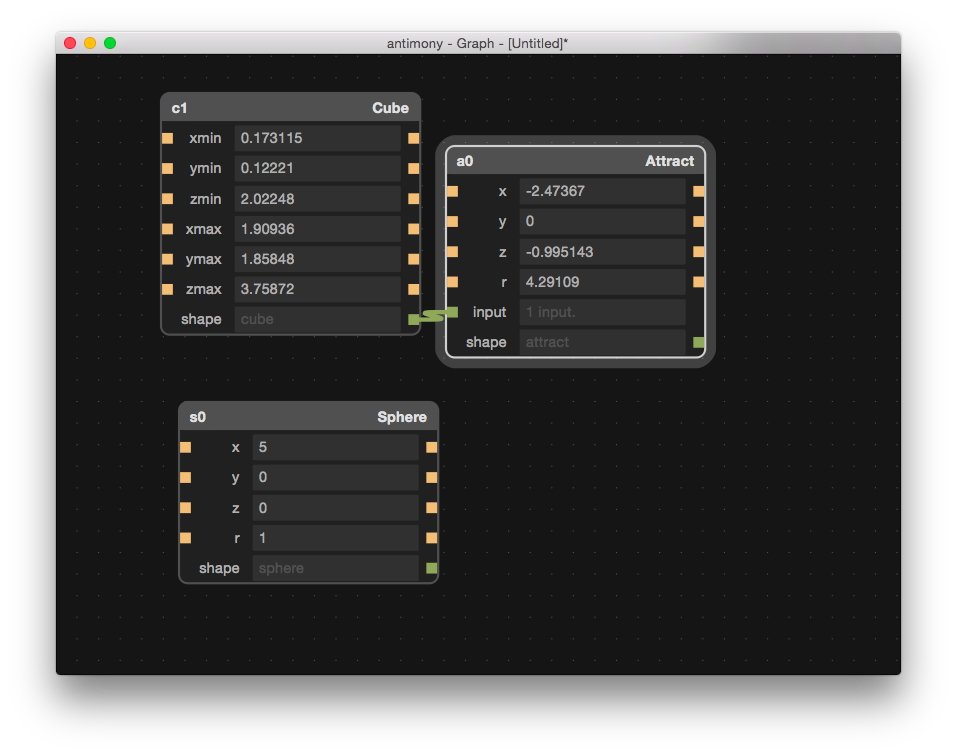 antimony - Graph - [Untitled]*
c1 Cube
xmin 0.173115
ymin 0.12221
zmin 2.02248
xmax 1.90936
ymax 1.85848
zmax 3.75872
shape cube
a0 Attract
x -2.47367
y 0
z -0.995143
r 4.29109
input 1 input.
shape attract
s0 Sphere
x 5
y 0
z 0
r 1
shape sphere